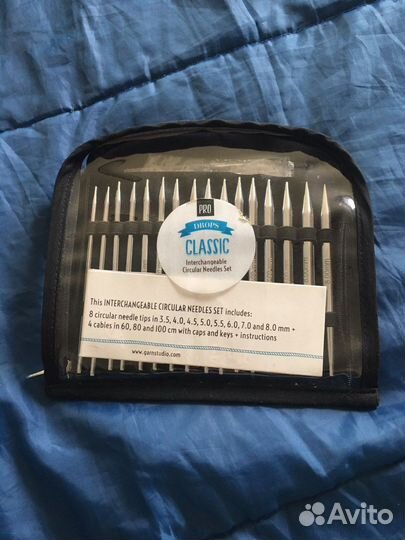 PRO
DROPS
CLASSIC
Interchangeable
Circular Needles Set
This INTERCHANGEABLE CIRCULAR NEEDLES SET includes:
8 circular needle tips in 3.5, 4.0, 4.5, 5.0, 5.5, 6.0, 7.0 and 8.0 mm +
4 cables in 60, 80 and 100 cm with caps and keys + instructions
www.garnstudio.com
Avito